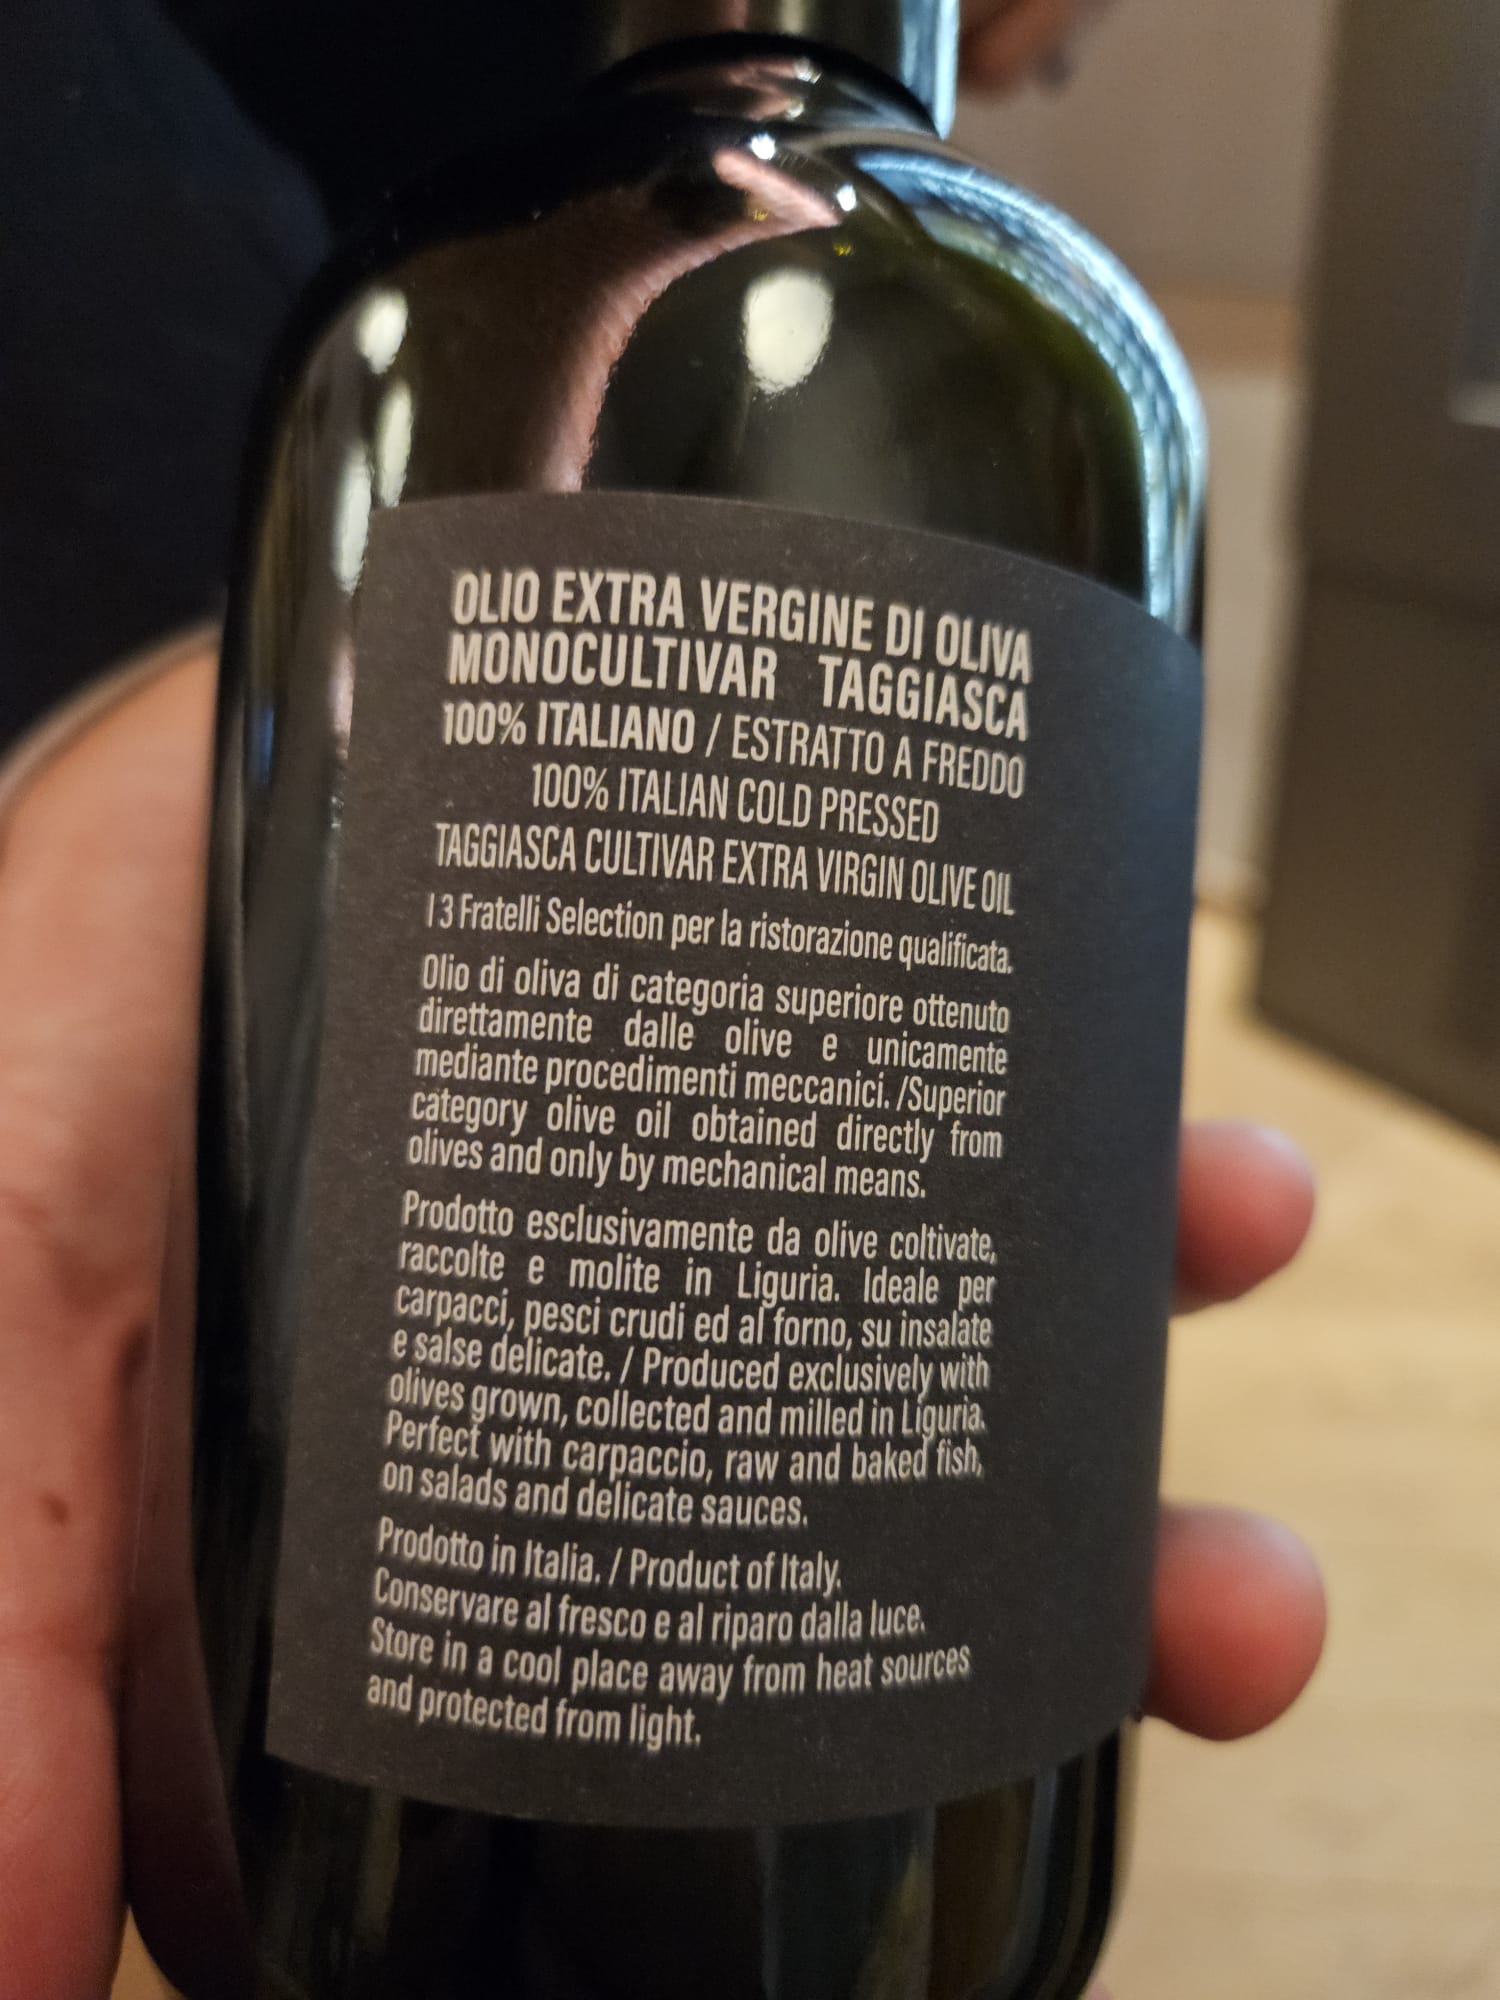 OLIO EXTRA VERGINE DI OLIVA
MONOCULTIVAR TAGGIASCA
100% ITALIANO / ESTRATTO A FREDDO
100% ITALIAN COLD PRESSED
TAGGIASCA CULTIVAR EXTRA VIRGIN OLIVE OIL
I 3 Fratelli Selection per la ristorazione qualificata.
Olio di oliva di categoria superiore ottenuto
direttamente dalle olive e unicamente
mediante procedimenti meccanici. /Superior
category olive oil obtained directly from
olives and only by mechanical means.
Prodotto esclusivamente da olive coltivate,
raccolte e molite in Liguria. Ideale per
carpacci, pesci crudi ed al forno, su insalate
e salse delicate. / Produced exclusively with
olives grown, collected and milled in Liguria.
Perfect with carpaccio, raw and baked fish,
on salads and delicate sauces.
Prodotto in Italia. / Product of Italy.
Conservare al fresco e al riparo dalla luce.
Store in a cool place away from heat sources
and protected from light.